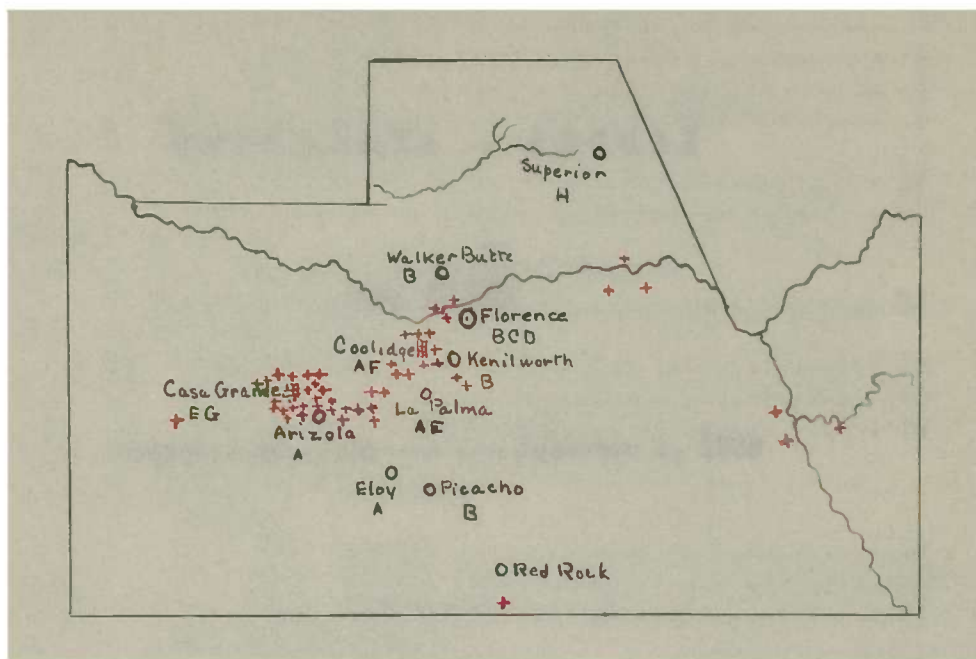 Superior
H
Walker Butte
B
Florence
BCD
Coolidge
AF
Kenilworth
B
Casa Grande
EG
La Palma
AE
Arizola
A
Eloy
A
Picacho
B
Red Rock